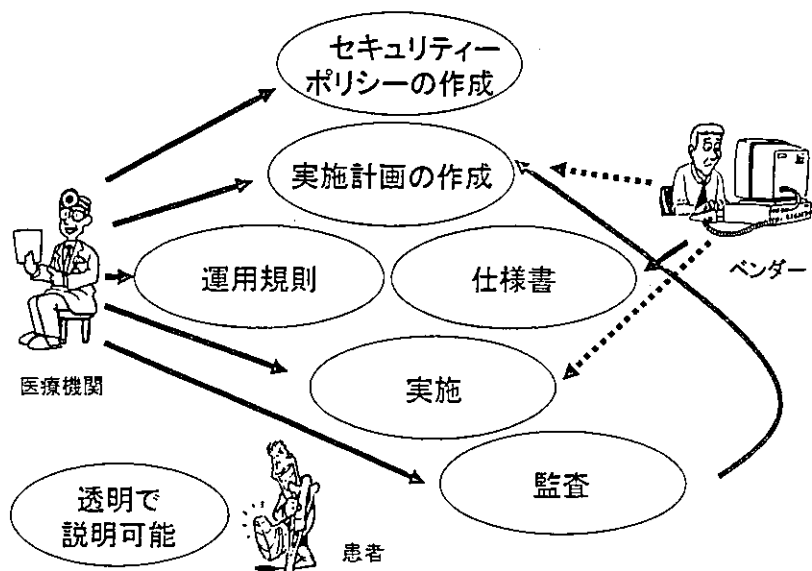 セキュリティー
ポリシーの作成
実施計画の作成
運用規則
仕様書
ベンダー
医療機関
実施
監査
透明で
説明可能
患者